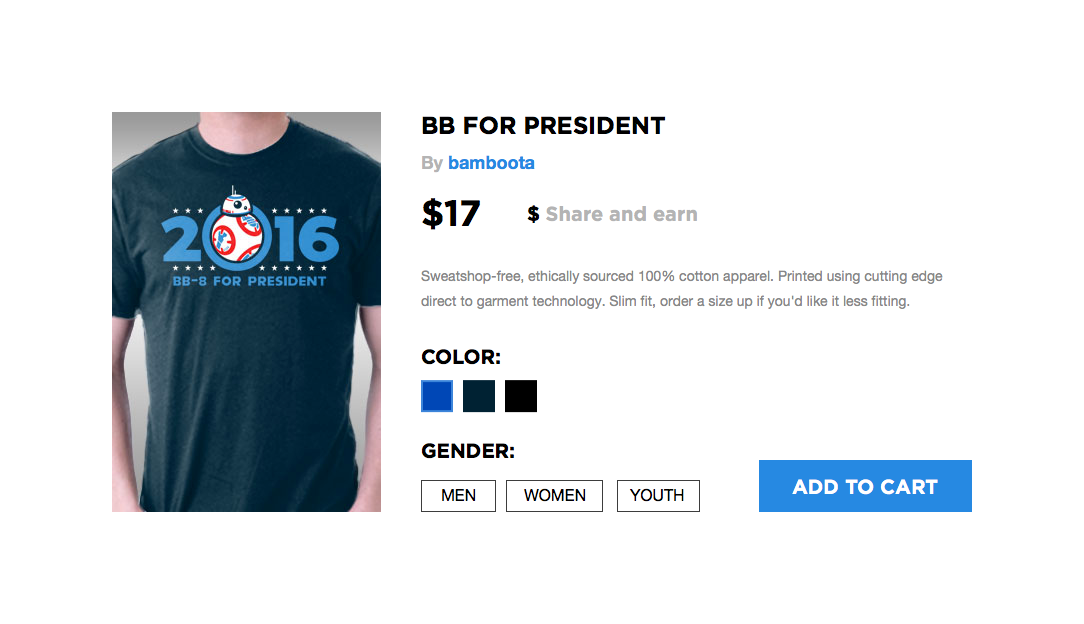 BB FOR PRESIDENT
By bamboota
$17
$ Share and earn
2016
BB-8 FOR PRESIDENT
Sweatshop-free, ethically sourced 100% cotton apparel. Printed using cutting edge
direct to garment technology. Slim fit, order a size up if you'd like it less fitting.
COLOR:
GENDER:
MEN
WOMEN
YOUTH
ADD TO CART